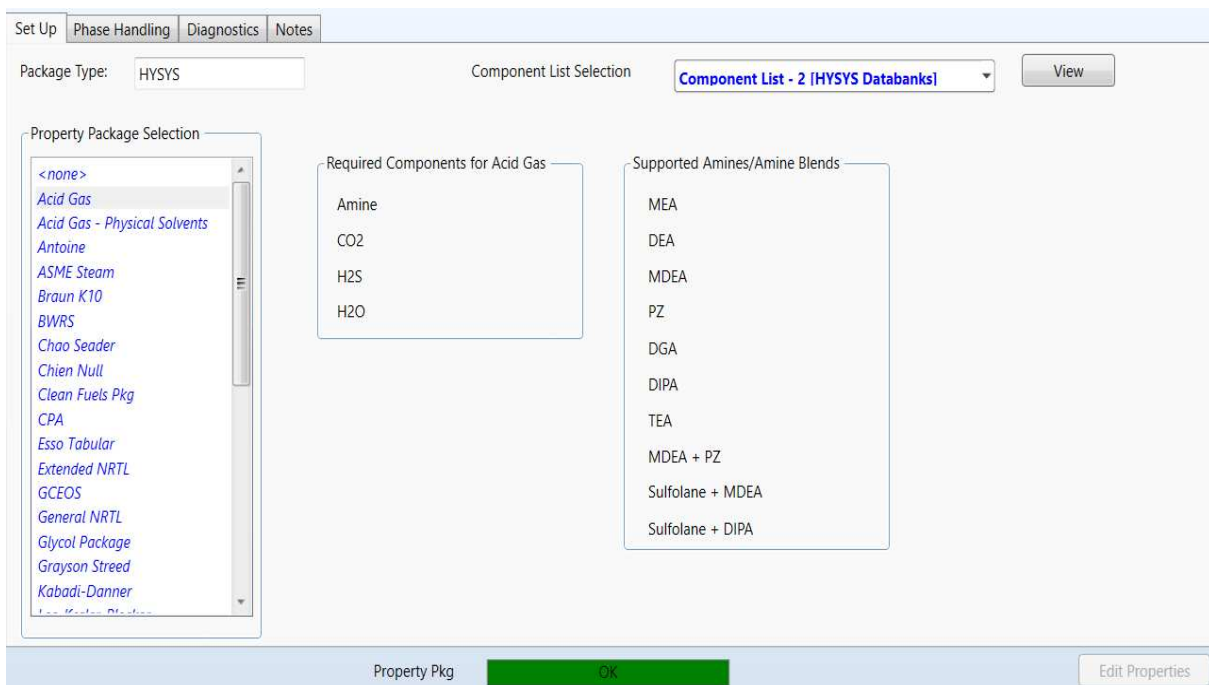 Set Up Phase Handling Diagnostics Notes
Package Type: HYSYS Component List Selection Component List - 2 [HYSYS Databanks] View
Property Package Selection
<none>
Acid Gas
Acid Gas - Physical Solvents
Antoine
ASME Steam
Braun K10
BWRS
Chao Seader
Chien Null
Clean Fuels Pkg
CPA
Esso Tabular
Extended NRTL
GCEOS
General NRTL
Glycol Package
Grayson Streed
Kabadi-Danner
Required Components for Acid Gas
Amine
CO2
H2S
H2O
Supported Amines/Amine Blends
MEA
DEA
MDEA
PZ
DGA
DIPA
TEA
MDEA + PZ
Sulfolane + MDEA
Sulfolane + DIPA
Property Pkg OK Edit Properties